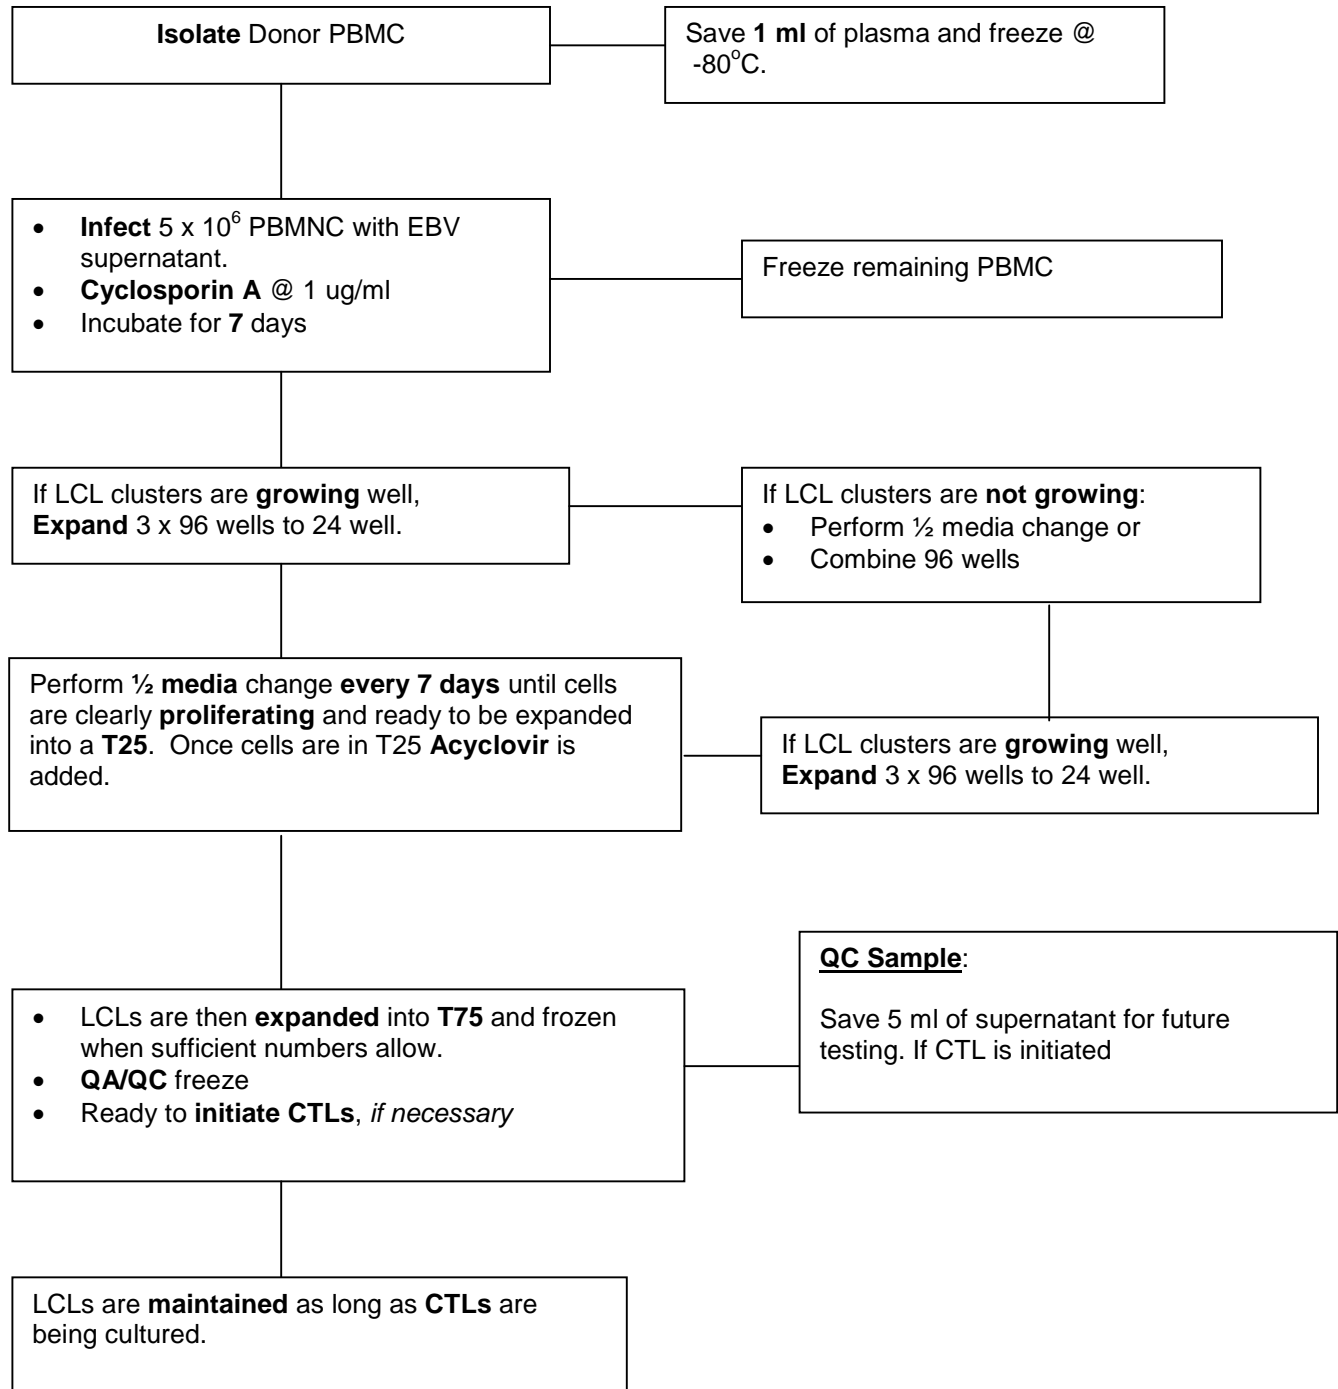 Isolate Donor PBMC
Save 1 ml of plasma and freeze @
-80°C.
• Infect 5 x 10⁶ PBMNC with EBV
supernatant.
• Cyclosporin A @ 1 ug/ml
• Incubate for 7 days
Freeze remaining PBMC
If LCL clusters are growing well,
Expand 3 x 96 wells to 24 well.
If LCL clusters are not growing:
• Perform ½ media change or
• Combine 96 wells
Perform ½ media change every 7 days until cells
are clearly proliferating and ready to be expanded
into a T25. Once cells are in T25 Acyclovir is
added.
If LCL clusters are growing well,
Expand 3 x 96 wells to 24 well.
QC Sample:
Save 5 ml of supernatant for future
testing. If CTL is initiated
• LCLs are then expanded into T75 and frozen
when sufficient numbers allow.
• QA/QC freeze
• Ready to initiate CTLs, if necessary
LCLs are maintained as long as CTLs are
being cultured.